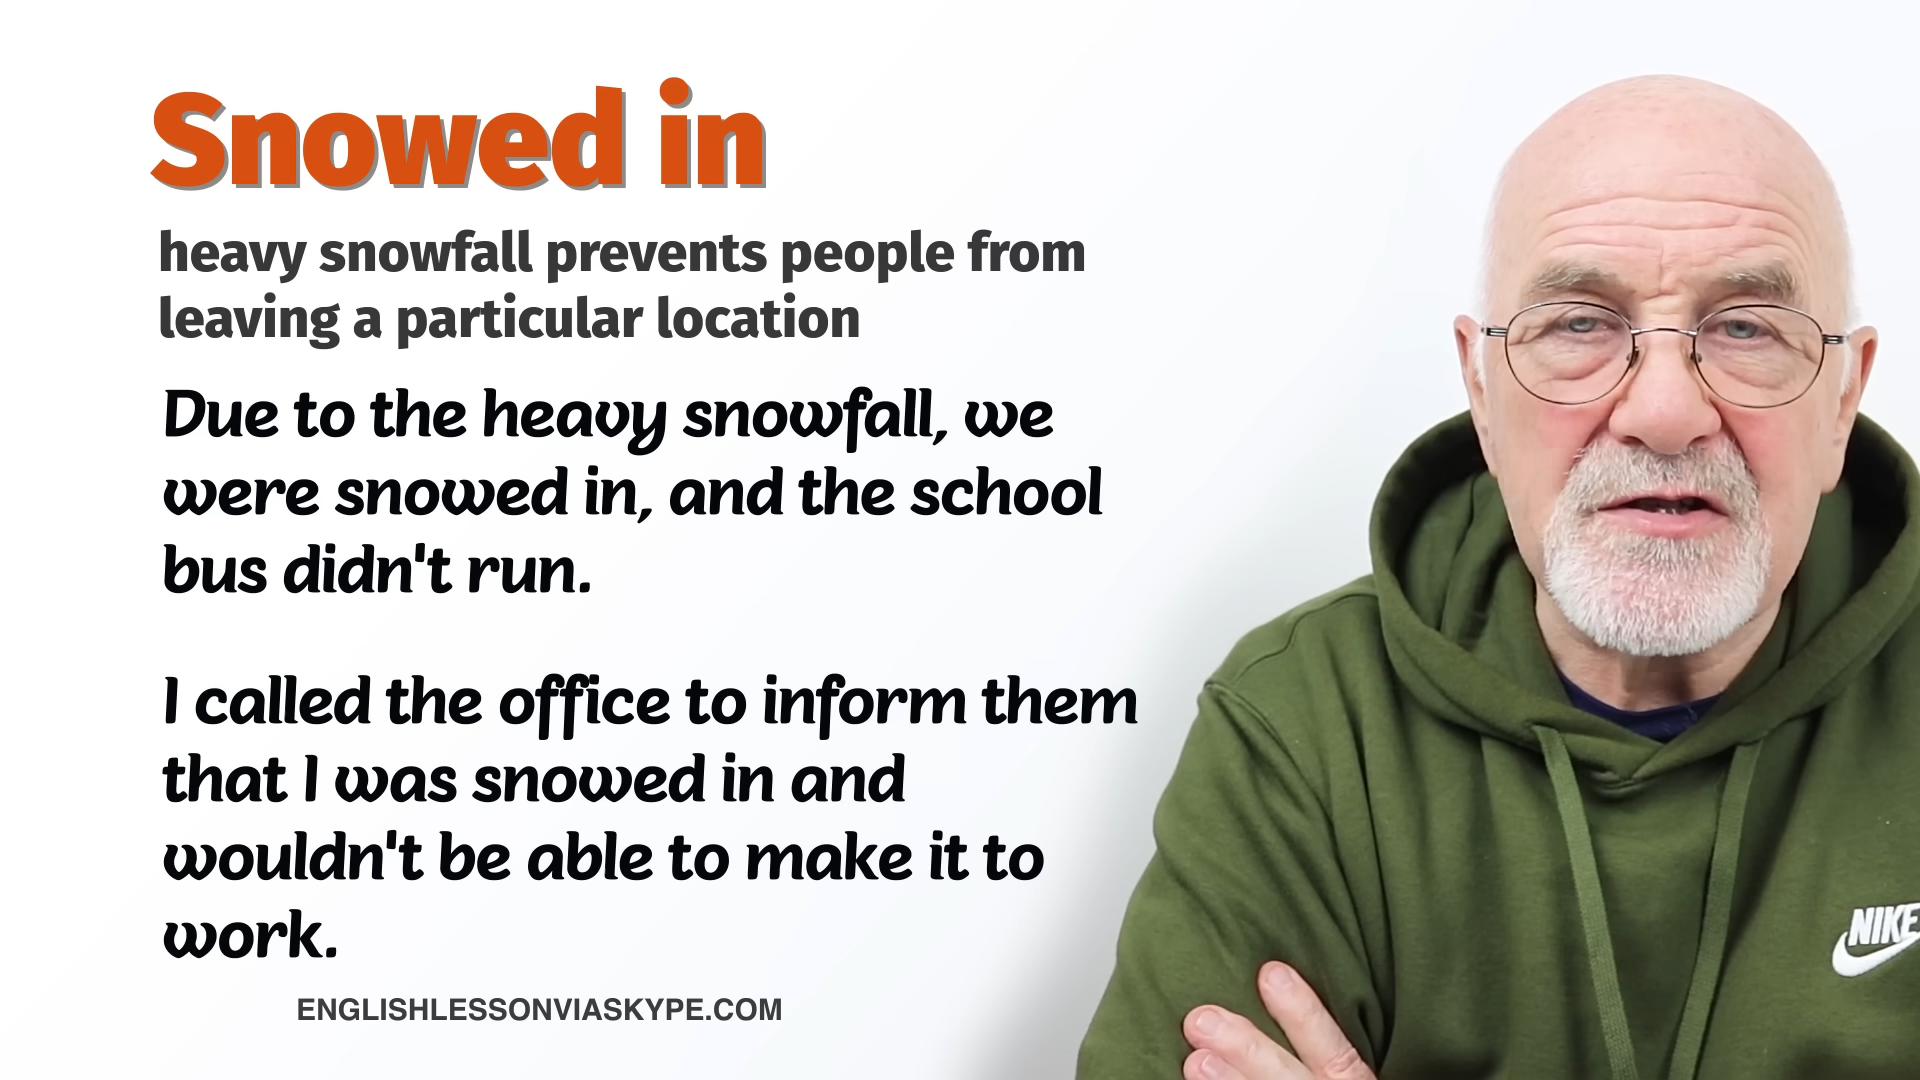 Snowed in
heavy snowfall prevents people from
leaving a particular location
Due to the heavy snowfall, we
were snowed in, and the school
bus didn't run.
I called the office to inform them
that I was snowed in and
wouldn't be able to make it to
work.
NIKE
ENGLISHLESSONVIASKYPE.COM